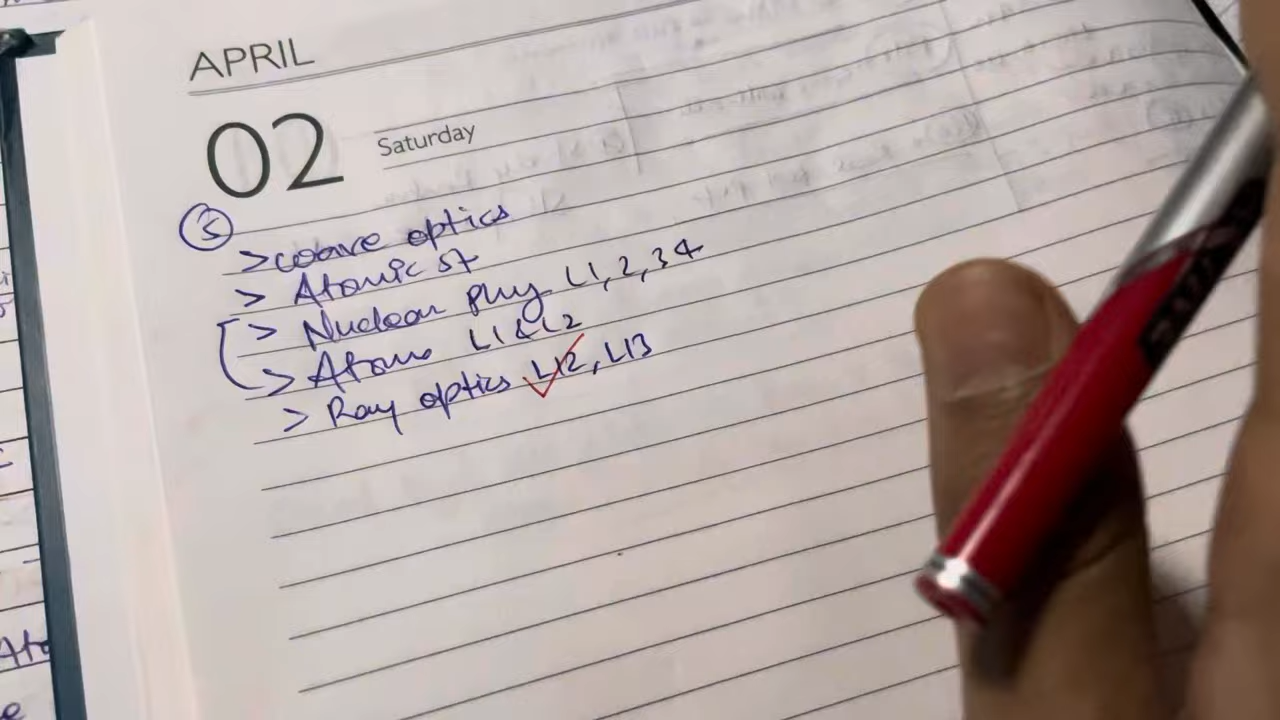 APRIL
02 Saturday
5
> wave optics
> Atomic st
> Nuclear phy L1, 2, 3 4
> Atoms L1 & L2
> Ray optics L12, L13
Ato